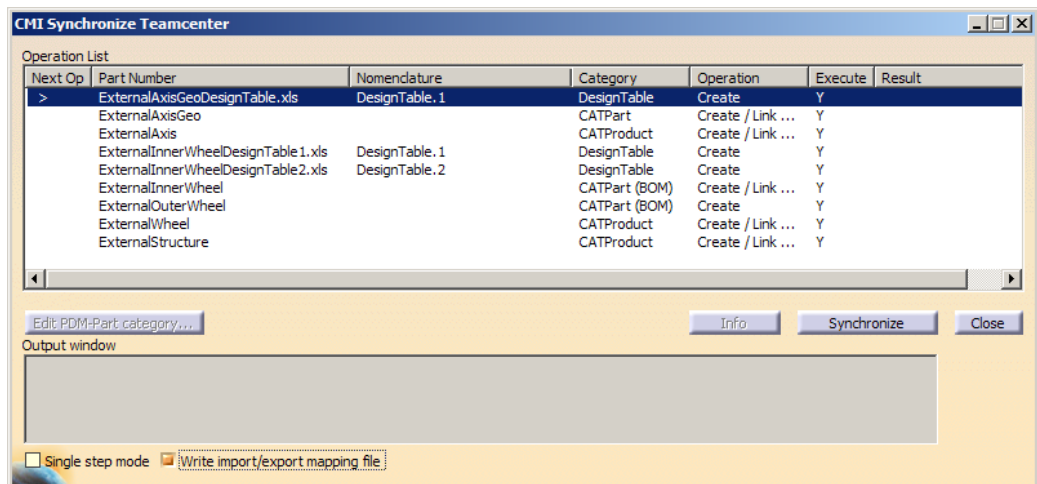 CMI Synchronize Teamcenter
Operation List
Next Op Part Number Nomenclature Category Operation Execute Result
> ExternalAxisGeoDesignTable.xls DesignTable.1 DesignTable Create Y
ExternalAxisGeo CATPart Create / Link ... Y
ExternalAxis CATProduct Create / Link ... Y
ExternalInnerWheelDesignTable1.xls DesignTable.1 DesignTable Create Y
ExternalInnerWheelDesignTable2.xls DesignTable.2 DesignTable Create Y
ExternalInnerWheel CATPart (BOM) Create / Link ... Y
ExternalOuterWheel CATPart (BOM) Create Y
ExternalWheel CATProduct Create / Link ... Y
ExternalStructure CATProduct Create / Link ... Y
Edit PDM-Part category... Info Synchronize Close
Output window
Single step mode Write import/export mapping file